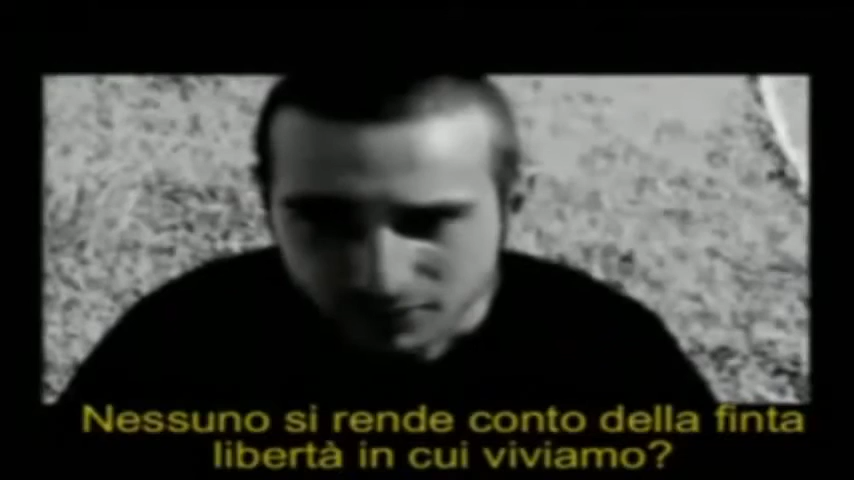 Nessuno si rende conto della finta
libertà in cui viviamo?